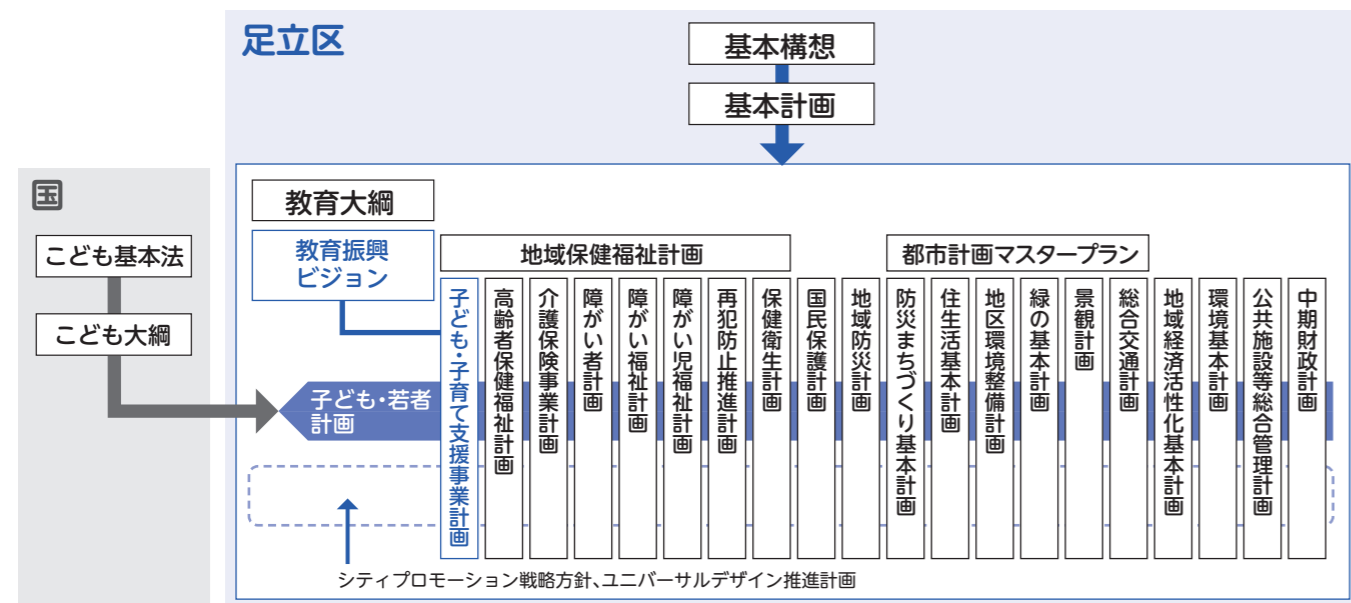 足立区
基本構想
基本計画
国
こども基本法
こども大綱
教育大綱
教育振興
ビジョン
地域保健福祉計画
都市計画マスタープラン
子ども・若者
計画
子ども・子育て支援事業計画
高齢者保健福祉計画
介護保険事業計画
障がい者計画
障がい福祉計画
障がい児福祉計画
再犯防止推進計画
保健衛生計画
国民保護計画
地域防災計画
防災まちづくり基本計画
住生活基本計画
地区環境整備計画
緑の基本計画
景観計画
総合交通計画
地域経済活性化基本計画
環境基本計画
公共施設等総合管理計画
中期財政計画
シティプロモーション戦略方針、ユニバーサルデザイン推進計画